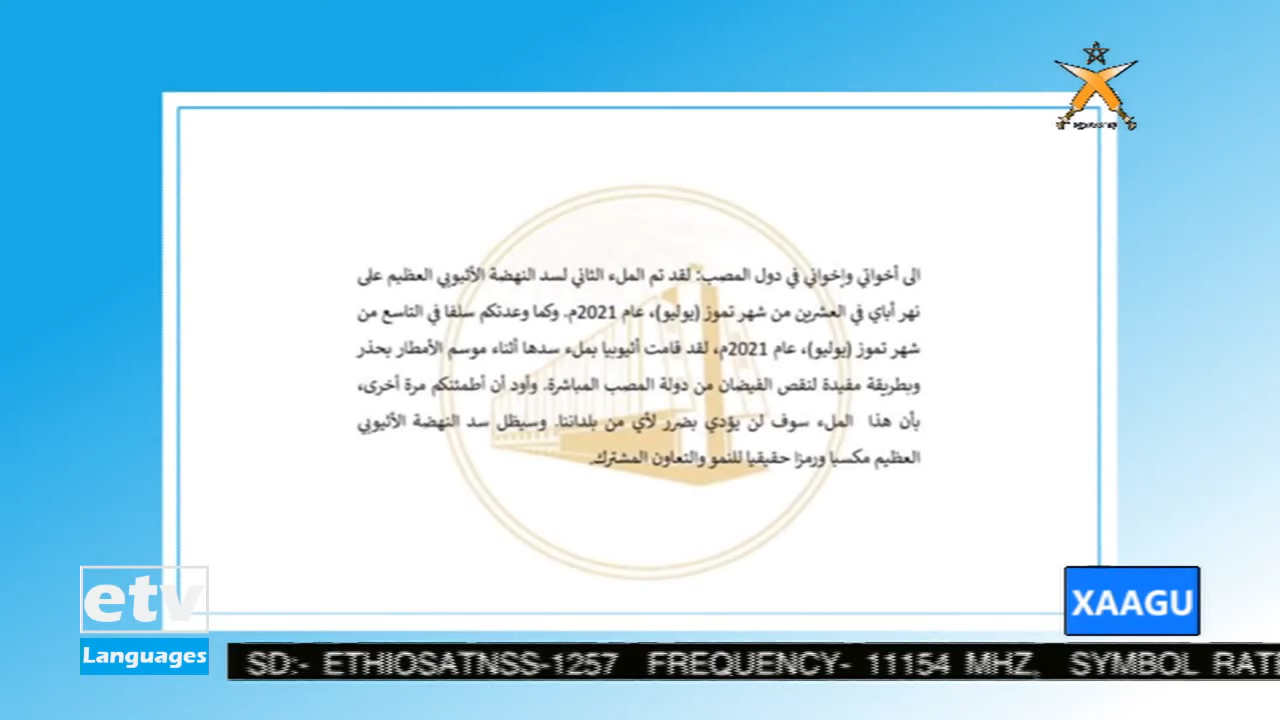 الى أخواتي وإخواني في دول المصب: لقد تم الملء الثاني لسد النهضة الأثيوبي العظيم على
نهر أباي في العشرين من شهر تموز (يوليو)، عام 2021م. وكما وعدتكم سلفا في التاسع من
شهر تموز (يوليو)، عام 2021م، لقد قامت أثيوبيا بملء سدها أثناء موسم الأمطار بحذر
وبطريقة مفيدة لنقص الفيضان من دولة المصب المباشرة. وأود أن أطمئنكم مرة أخرى،
بأن هذا الملء سوف لن يؤدي بضرر لأي من بلداننا. وسيظل سد النهضة الأثيوبي
العظيم مكسبا ورمزا حقيقيا للنمو والتعاون المشترك.
etv
Languages
XAAGU
SD:- ETHIOSATNSS-1257 FREQUENCY- 11154 MHZ, SYMBOL RATE